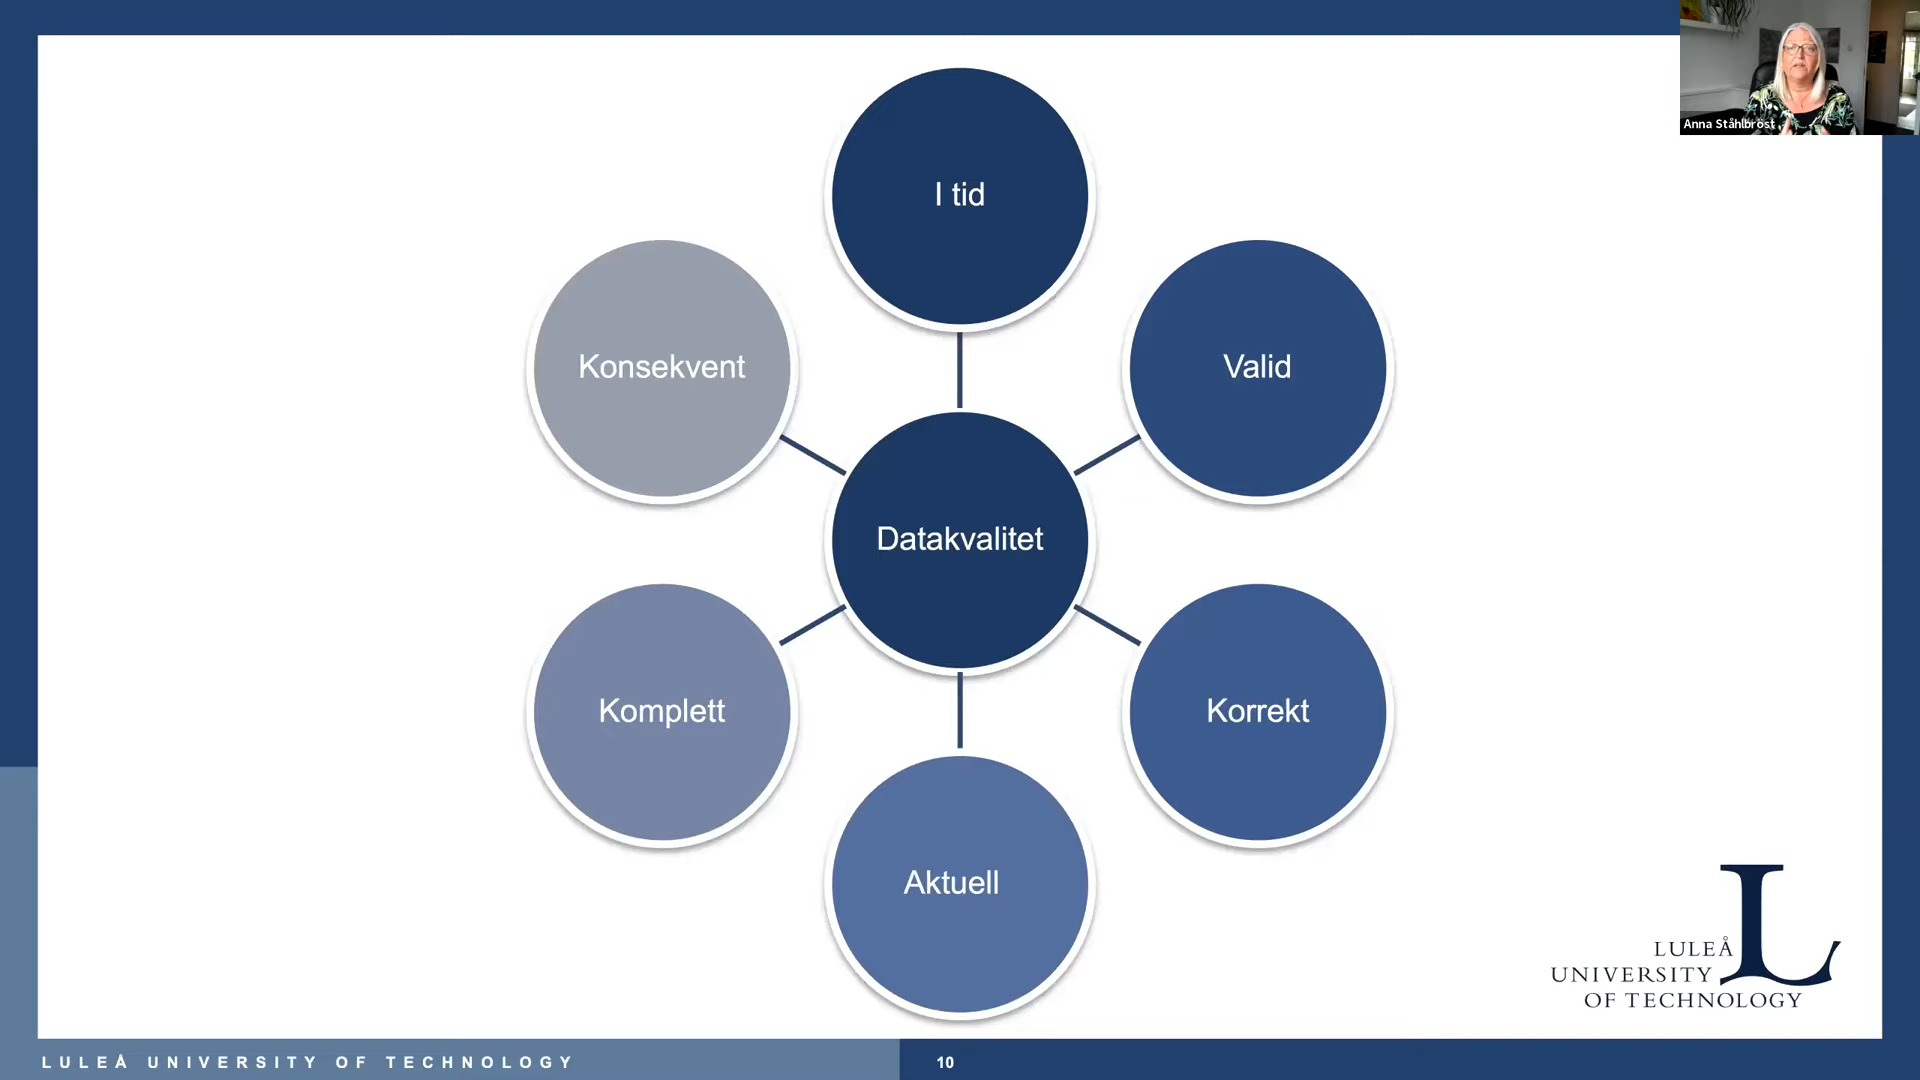 Anna Ståhlbröst
I tid
Konsekvent
Valid
Datakvalitet
Komplett
Korrekt
Aktuell
LULEÅ
UNIVERSITY
OF TECHNOLOGY
LULEÅ UNIVERSITY OF TECHNOLOGY
10